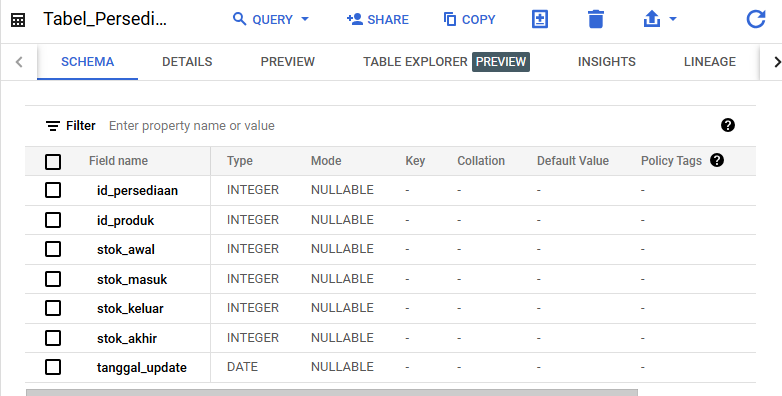 Tabel_Persedi... QUERY SHARE COPY
SCHEMA DETAILS PREVIEW TABLE EXPLORER PREVIEW INSIGHTS LINEAGE
Filter Enter property name or value
Field name Type Mode Key Collation Default Value Policy Tags
id_persediaan INTEGER NULLABLE - - - -
id_produk INTEGER NULLABLE - - - -
stok_awal INTEGER NULLABLE - - - -
stok_masuk INTEGER NULLABLE - - - -
stok_keluar INTEGER NULLABLE - - - -
stok_akhir INTEGER NULLABLE - - - -
tanggal_update DATE NULLABLE - - - -